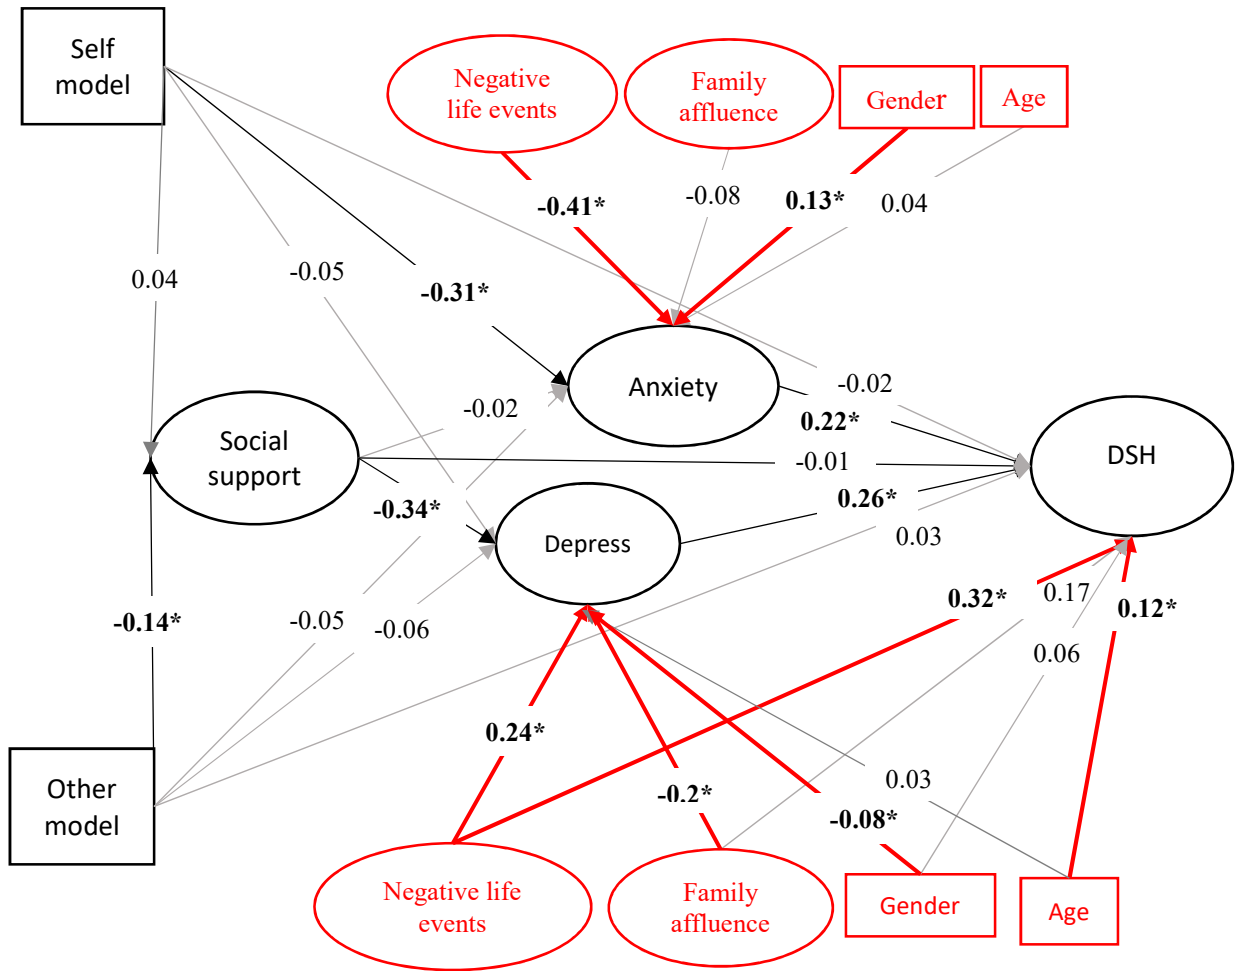 Self
model
Negative
life events
Family
affluence
Gender
Age
-0.41*
-0.08
0.13*
0.04
0.04
-0.05
-0.31*
Anxiety
-0.02
-0.02
0.22*
Social
support
-0.01
DSH
-0.34*
0.26*
Depress
0.03
-0.14*
-0.05
-0.06
0.32*
0.17
0.12*
0.06
0.24*
-0.2*
0.03
-0.08*
Other
model
Negative life
events
Family
affluence
Gender
Age